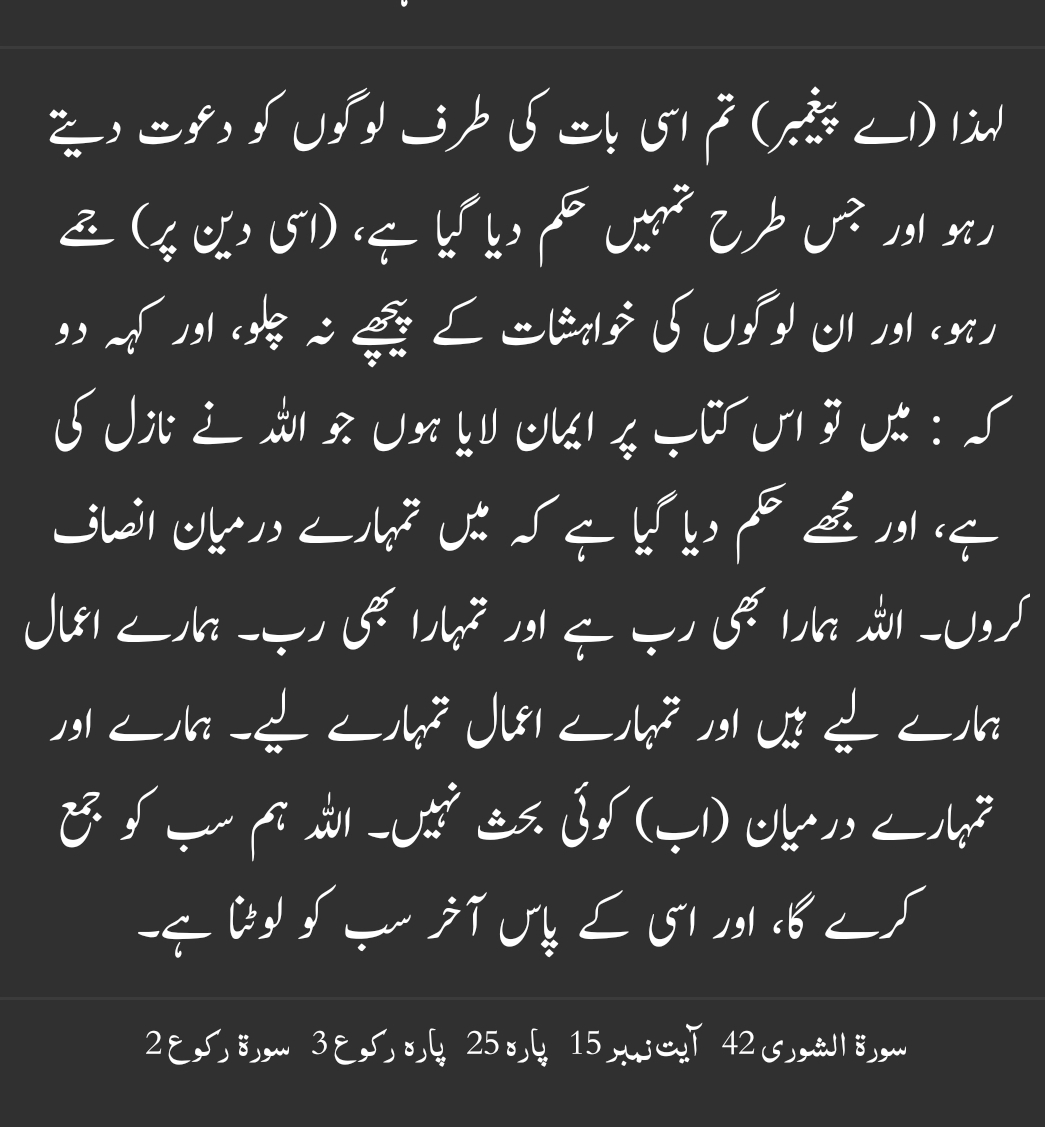 لہذا (اے پیغمبر) تم اسی بات کی طرف لوگوں کو دعوت دیتے
رہو اور جس طرح تمہیں حکم دیا گیا ہے، (اسی دین پر) جمے
رہو، اور ان لوگوں کی خواہشات کے پیچھے نہ چلو، اور کہہ دو
کہ : میں تو اس کتاب پر ایمان لایا ہوں جو اللہ نے نازل کی
ہے، اور مجھے حکم دیا گیا ہے کہ میں تمہارے درمیان انصاف
کروں۔ اللہ ہمارا بھی رب ہے اور تمہارا بھی رب۔ ہمارے اعمال
ہمارے لیے ہیں اور تمہارے اعمال تمہارے لیے۔ ہمارے اور
تمہارے درمیان (اب) کوئی بحث نہیں۔ اللہ ہم سب کو جمع
کرے گا، اور اسی کے پاس آخر سب کو لوٹنا ہے۔
سورۃ الشوری 42 آیت نمبر 15 پارہ 25 پارہ رکوع 3 سورۃ رکوع 2